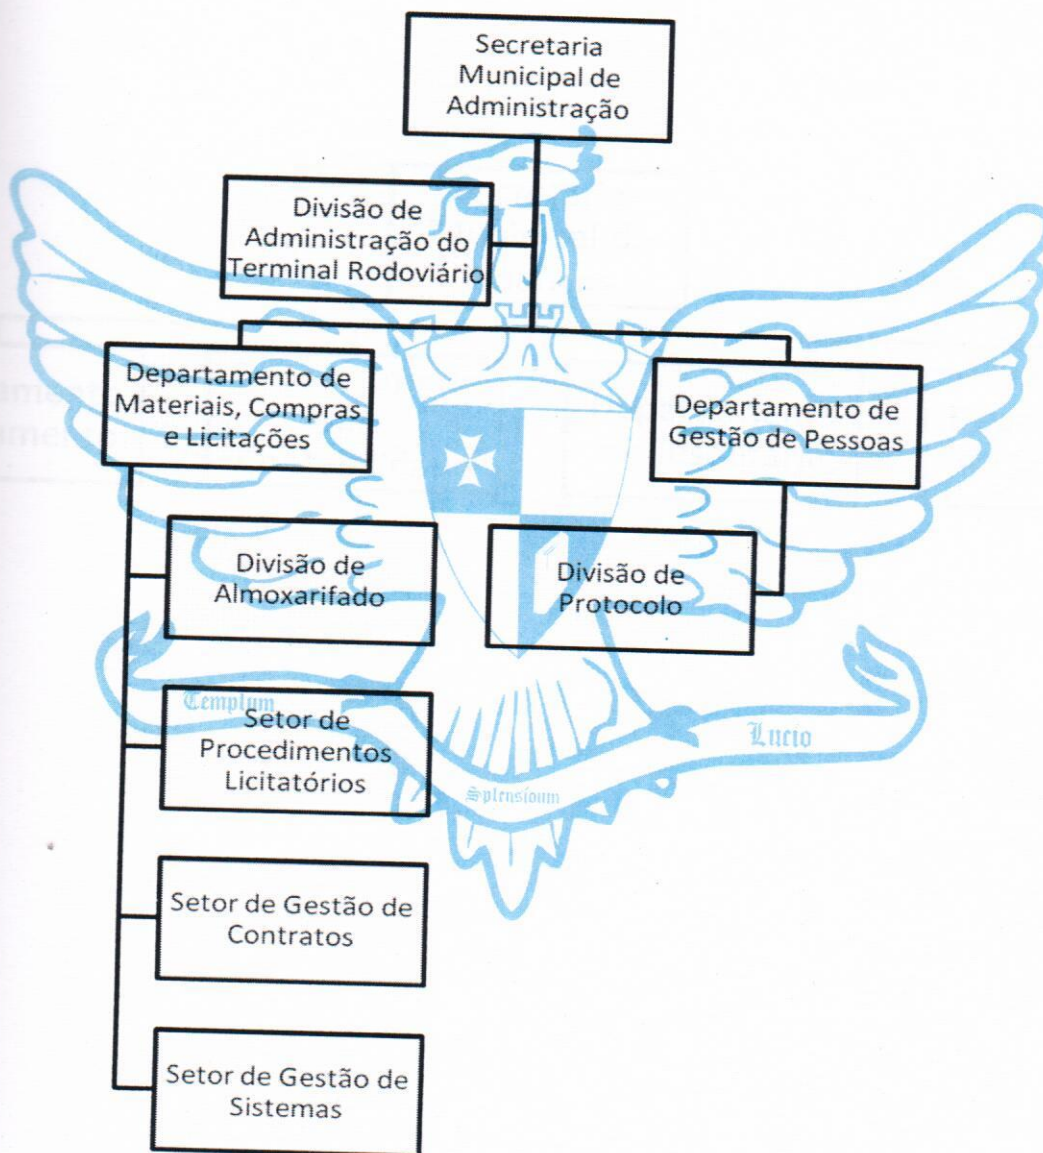 Secretaria
Municipal de
Administração
Divisão de
Administração do
Terminal Rodoviário
Departamento de
Materiais, Compras
e Licitações
Departamento de
Gestão de Pessoas
Divisão de
Almoxarifado
Divisão de
Protocolo
Setor de
Procedimentos
Licitatórios
Setor de Gestão de
Contratos
Setor de Gestão de
Sistemas
Templum
Splensioum
Lucio